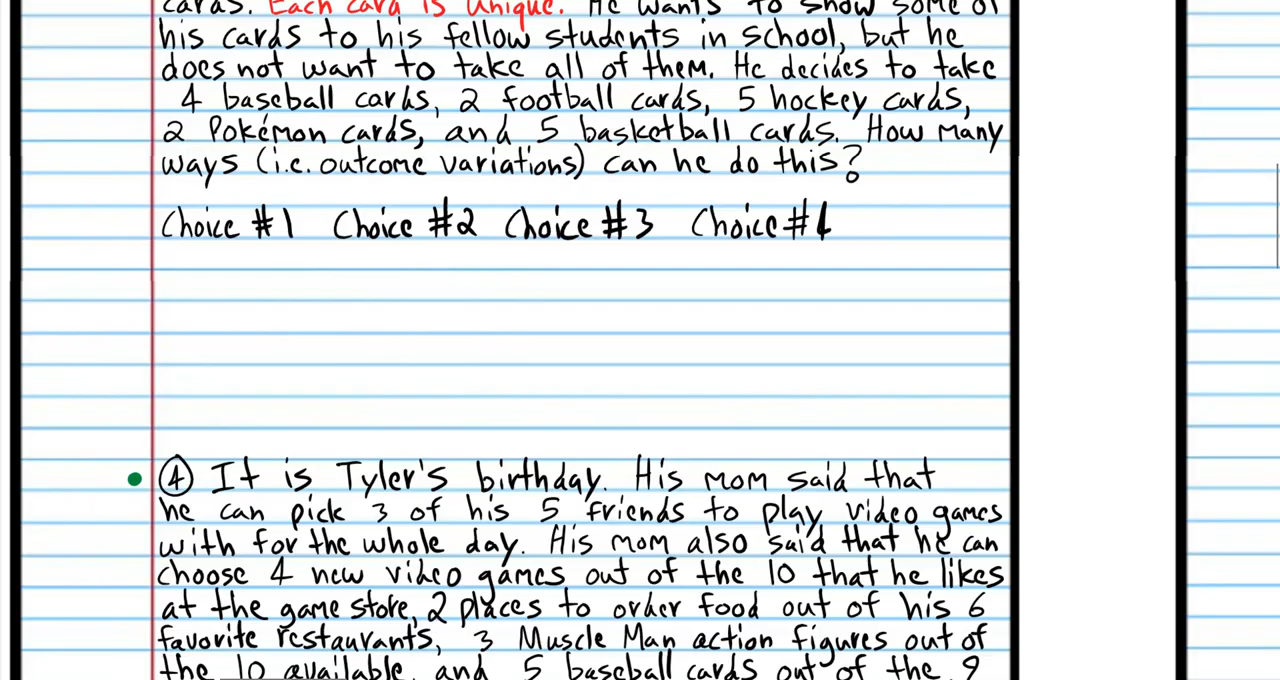 cards. Each card is unique. He wants to show some of
his cards to his fellow students in school, but he
does not want to take all of them. He decides to take
4 baseball cards, 2 football cards, 5 hockey cards,
2 Pokémon cards, and 5 basketball cards. How many
ways (i.e. outcome variations) can he do this?
Choice #1 Choice #2 Choice #3 Choice #4
④ It is Tyler's birthday. His mom said that
he can pick 3 of his 5 friends to play video games
with for the whole day. His mom also said that he can
choose 4 new video games out of the 10 that he likes
at the game store, 2 places to order food out of his 6
favorite restaurants, 3 Muscle Man action figures out of
the 10 available, and 5 baseball cards out of the 9